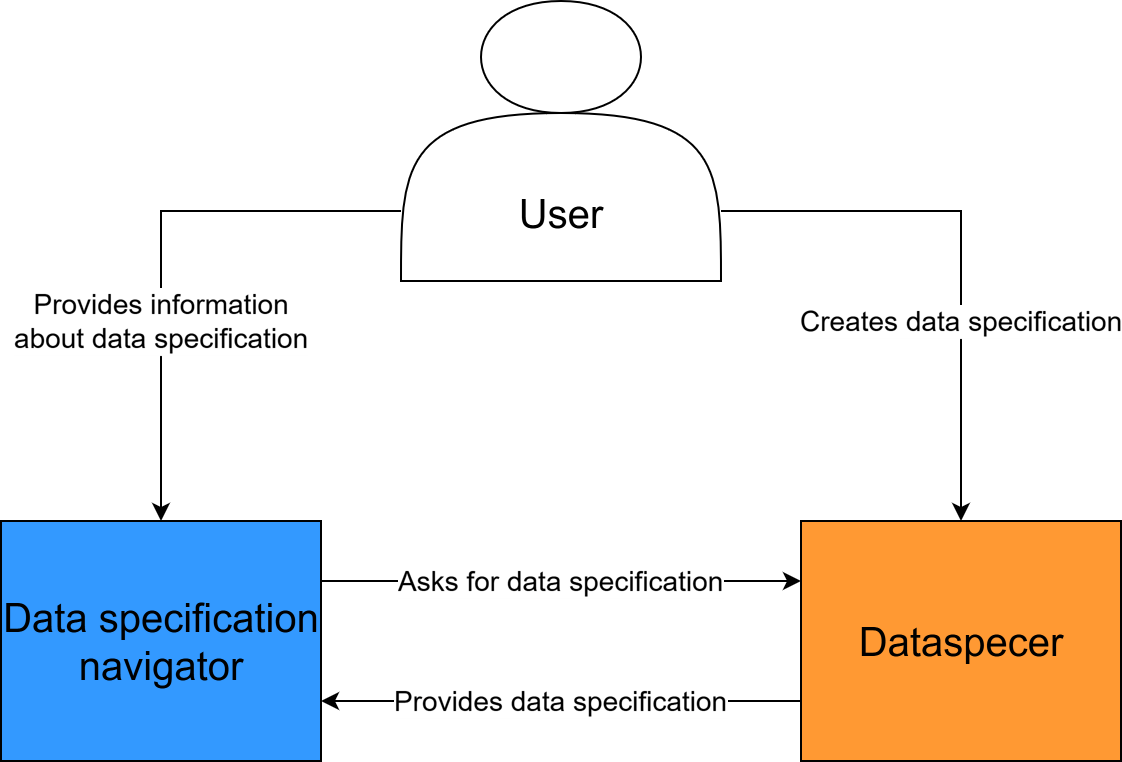 User
Provides information
about data specification
Creates data specification
Asks for data specification
Data specification
navigator
Dataspecer
Provides data specification